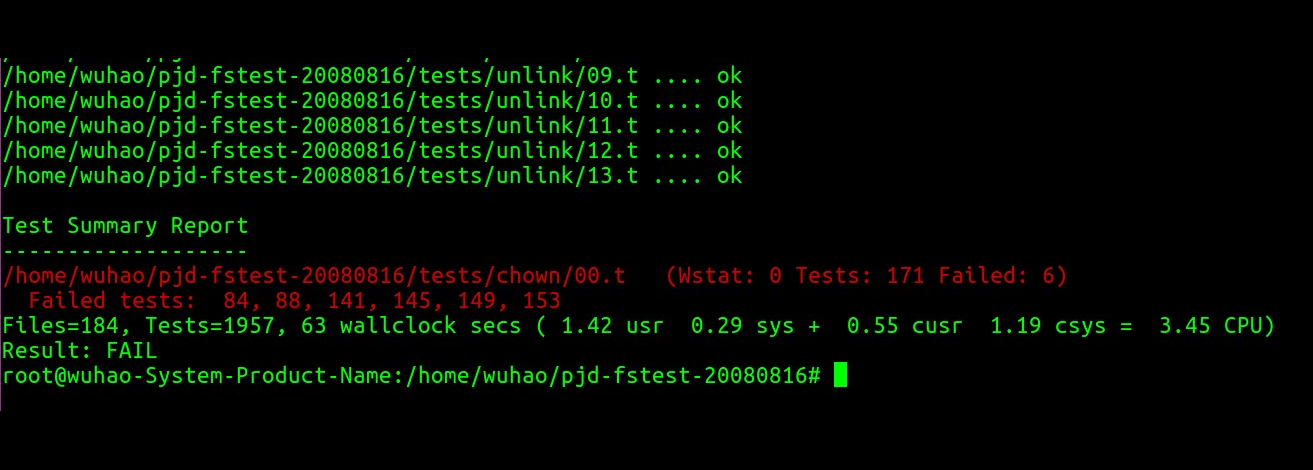 /home/wuhao/pjd-fstest-20080816/tests/unlink/09.t .... ok
/home/wuhao/pjd-fstest-20080816/tests/unlink/10.t .... ok
/home/wuhao/pjd-fstest-20080816/tests/unlink/11.t .... ok
/home/wuhao/pjd-fstest-20080816/tests/unlink/12.t .... ok
/home/wuhao/pjd-fstest-20080816/tests/unlink/13.t .... ok
Test Summary Report
-------------------
/home/wuhao/pjd-fstest-20080816/tests/chown/00.t   (Wstat: 0 Tests: 171 Failed: 6)
  Failed tests:  84, 88, 141, 145, 149, 153
Files=184, Tests=1957, 63 wallclock secs ( 1.42 usr  0.29 sys +  0.55 cusr  1.19 csys =  3.45 CPU)
Result: FAIL
root@wuhao-System-Product-Name:/home/wuhao/pjd-fstest-20080816#